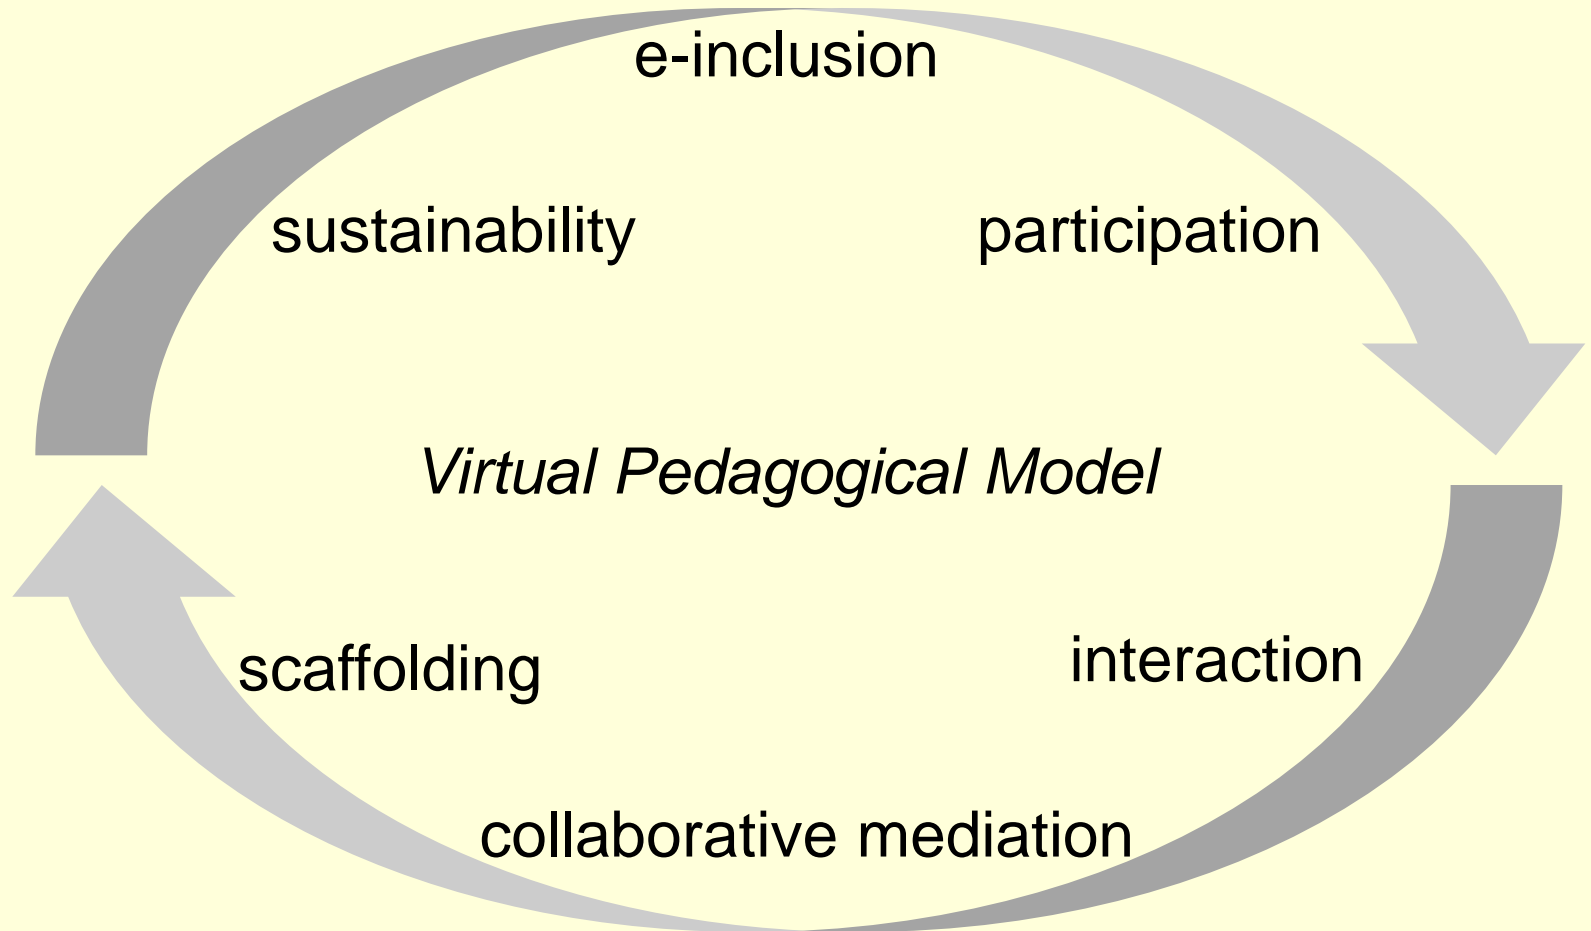 e-inclusion
sustainability
participation
Virtual Pedagogical Model
scaffolding
interaction
collaborative mediation